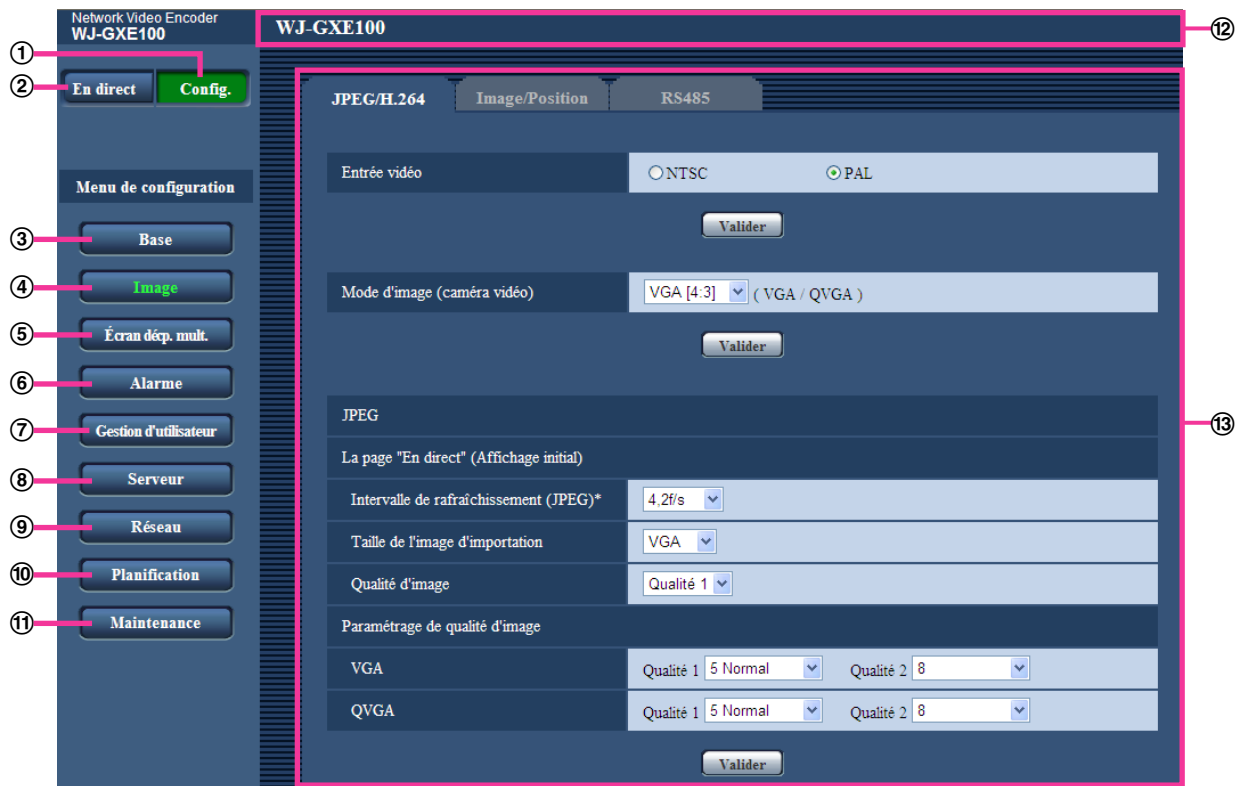 Network Video Encoder
WJ-GXE100
WJ-GXE100
⑫
①
②
En direct
Config.
JPEG/H.264
Image/Position
RS485
Entrée vidéo
NTSC
PAL
Valider
Menu de configuration
③
Base
④
Image
Mode d'image (caméra vidéo)
VGA [4:3]
( VGA / QVGA )
Valider
⑤
Écran décp. mult.
⑥
Alarme
⑦
Gestion d'utilisateur
⑧
Serveur
⑨
Réseau
⑩
Planification
⑪
Maintenance
JPEG
⑬
La page "En direct" (Affichage initial)
Intervalle de rafraîchissement (JPEG)*
4,2f/s
Taille de l'image d'importation
VGA
Qualité d'image
Qualité 1
Paramétrage de qualité d'image
VGA
Qualité 1 5 Normal
Qualité 2 8
QVGA
Qualité 1 5 Normal
Qualité 2 8
Valider